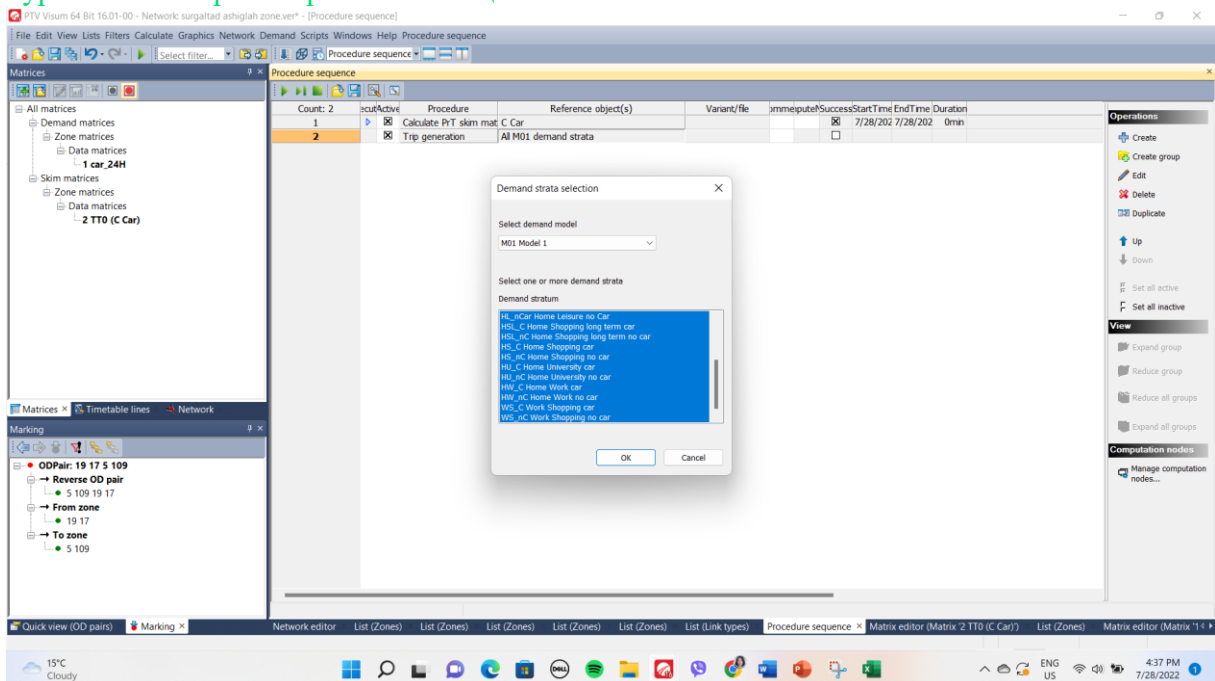 PTV Visum 64 Bit 16.01-00 - Network: surgaltad ashiglah zone.ver* - [Procedure sequence]
File Edit View Lists Filters Calculate Graphics Network Demand Scripts Windows Help Procedure sequence
Select filter... Procedure sequence
Matrices
Procedure sequence
All matrices
Demand matrices
Zone matrices
Data matrices
1 car_24H
Skim matrices
Zone matrices
Data matrices
2 TT0 (C Car)
Count: 2 ecut Active Procedure Reference object(s) Variant/file omme Success StartTime EndTime Duration
1 Calculate PrT skim mat C Car 7/28/202 7/28/202 0min
2 Trip generation All M01 demand strata
Demand strata selection
Select demand model
M01 Model 1
Select one or more demand strata
Demand stratum
HL_nCar Home Leisure no Car
HSL_C Home Shopping long term car
HSL_nC Home Shopping long term no car
HS_C Home Shopping car
HS_nC Home Shopping no car
HU_C Home University car
HU_nC Home University no car
HW_C Home Work car
HW_nC Home Work no car
WS_C Work Shopping car
WS_nC Work Shopping no car
OK Cancel
Operations
Create
Create group
Edit
Delete
Duplicate
Up
Down
Set all active
Set all inactive
View
Expand group
Reduce group
Reduce all groups
Expand all groups
Computation nodes
Manage computation
nodes...
Matrices Timetable lines Network
Marking
ODPair: 19 17 5 109
Reverse OD pair
5 109 19 17
From zone
19 17
To zone
5 109
Quick view (OD pairs) Marking Network editor List (Zones) List (Zones) List (Zones) List (Zones) List (Zones) List (Link types) Procedure sequence Matrix editor (Matrix '2 TT0 (C Car)') List (Zones) Matrix editor (Matrix '1
15°C
Cloudy
ENG
US
4:37 PM
7/28/2022
1